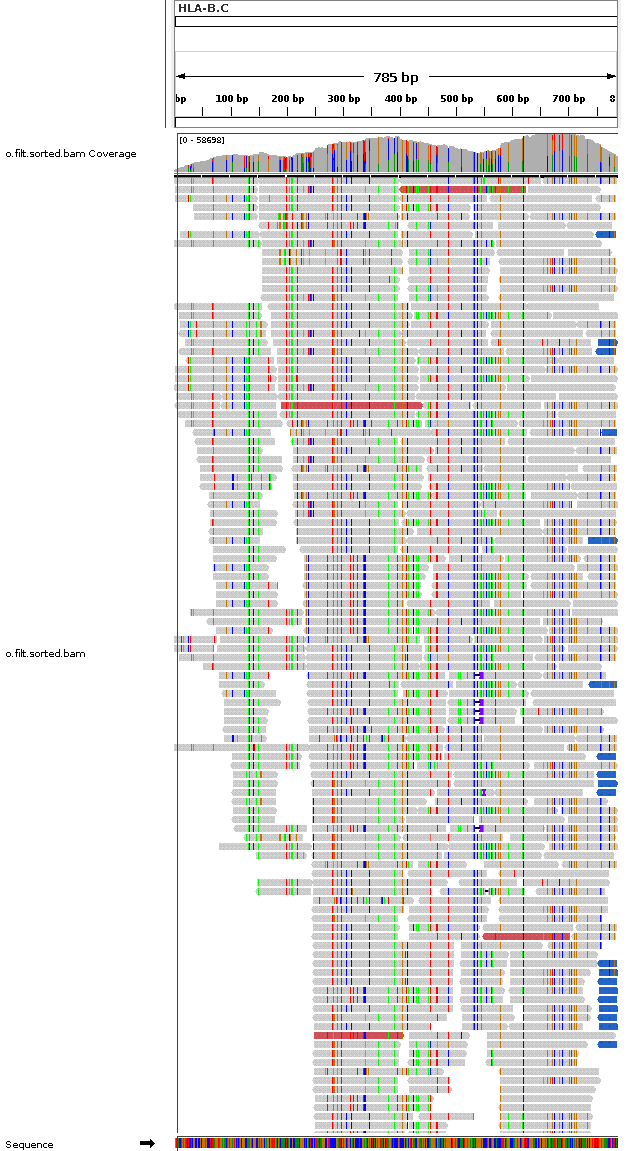 HLA-B.C
785 bp
bp 100 bp 200 bp 300 bp 400 bp 500 bp 600 bp 700 bp 8
[0 - 58698]
o.filt.sorted.bam Coverage
o.filt.sorted.bam
Sequence